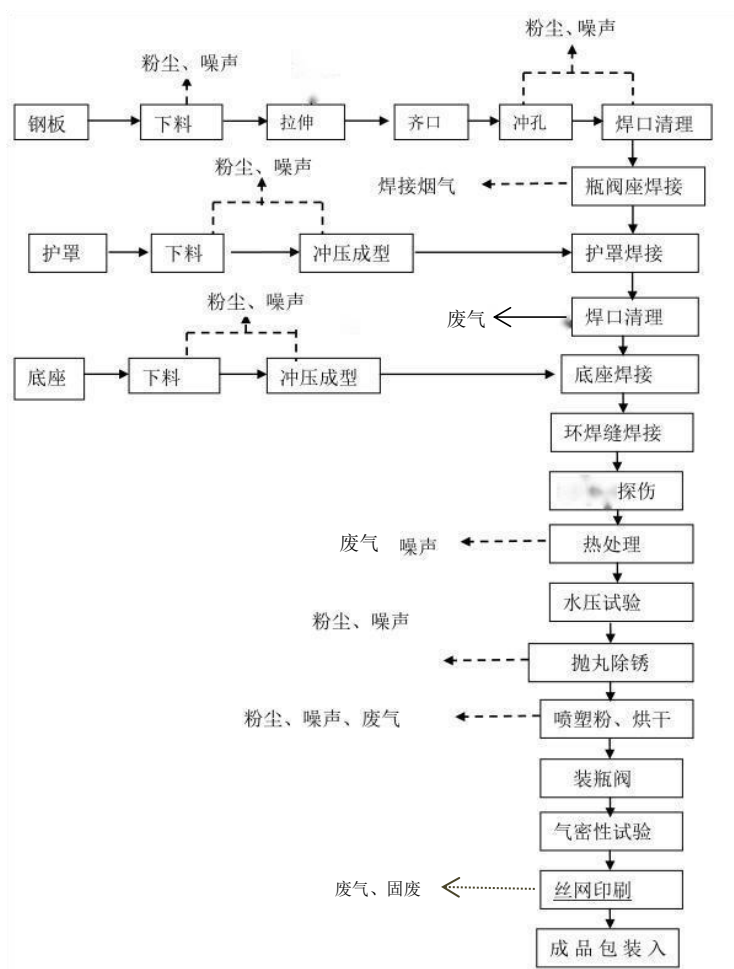 粉尘、噪声
粉尘、噪声
钢板
下料
拉伸
齐口
冲孔
焊口清理
粉尘、噪声
焊接烟气
瓶阀座焊接
护罩
下料
冲压成型
护罩焊接
粉尘、噪声
废气
焊口清理
底座
下料
冲压成型
底座焊接
环焊缝焊接
探伤
废气 噪声
热处理
水压试验
粉尘、噪声
抛丸除锈
粉尘、噪声、废气
喷塑粉、烘干
装瓶阀
气密性试验
废气、固废
丝网印刷
成品包装入